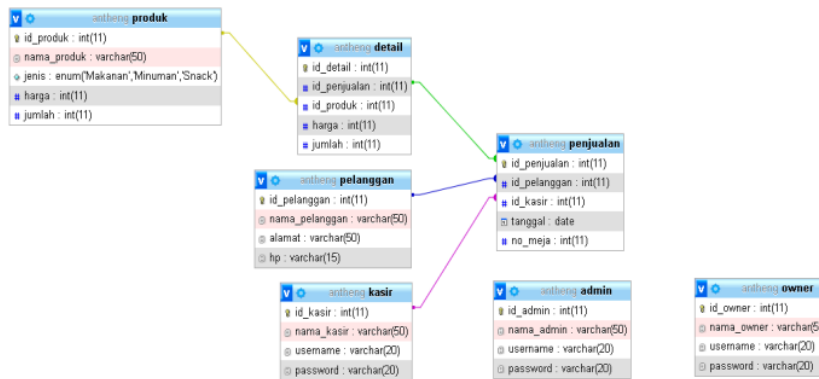 antheng produk
id_produk : int(11)
nama_produk : varchar(50)
jenis : enum('Makanan','Minuman','Snack')
harga : int(11)
jumlah : int(11)
antheng detail
id_detail : int(11)
id_penjualan : int(11)
id_produk : int(11)
harga : int(11)
jumlah : int(11)
antheng penjualan
id_penjualan : int(11)
id_pelanggan : int(11)
id_kasir : int(11)
tanggal : date
no_meja : int(11)
antheng pelanggan
id_pelanggan : int(11)
nama_pelanggan : varchar(50)
alamat : varchar(50)
hp : varchar(15)
antheng kasir
id_kasir : int(11)
nama_kasir : varchar(50)
username : varchar(20)
password : varchar(20)
antheng admin
id_admin : int(11)
nama_admin : varchar(50)
username : varchar(20)
password : varchar(20)
antheng owner
id_owner : int(11)
nama_owner : varchar(5
username : varchar(20)
password : varchar(20)